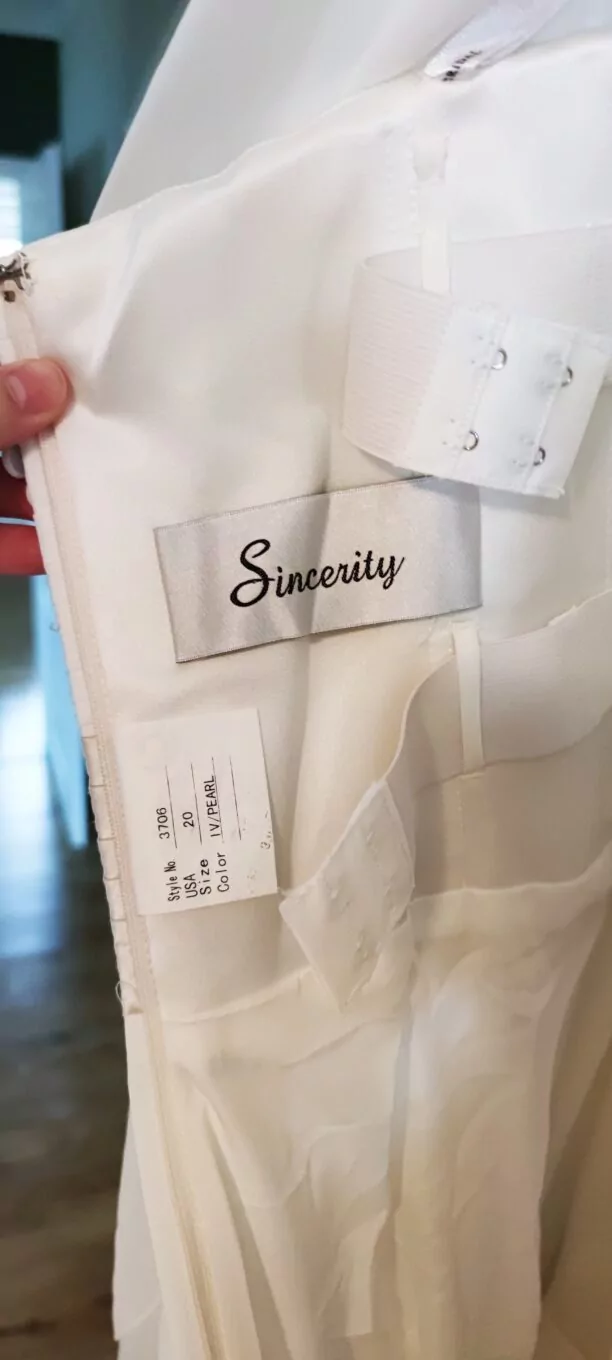 Sincerity
Style No 3706
USA
Size 20
Color IV/PEARL